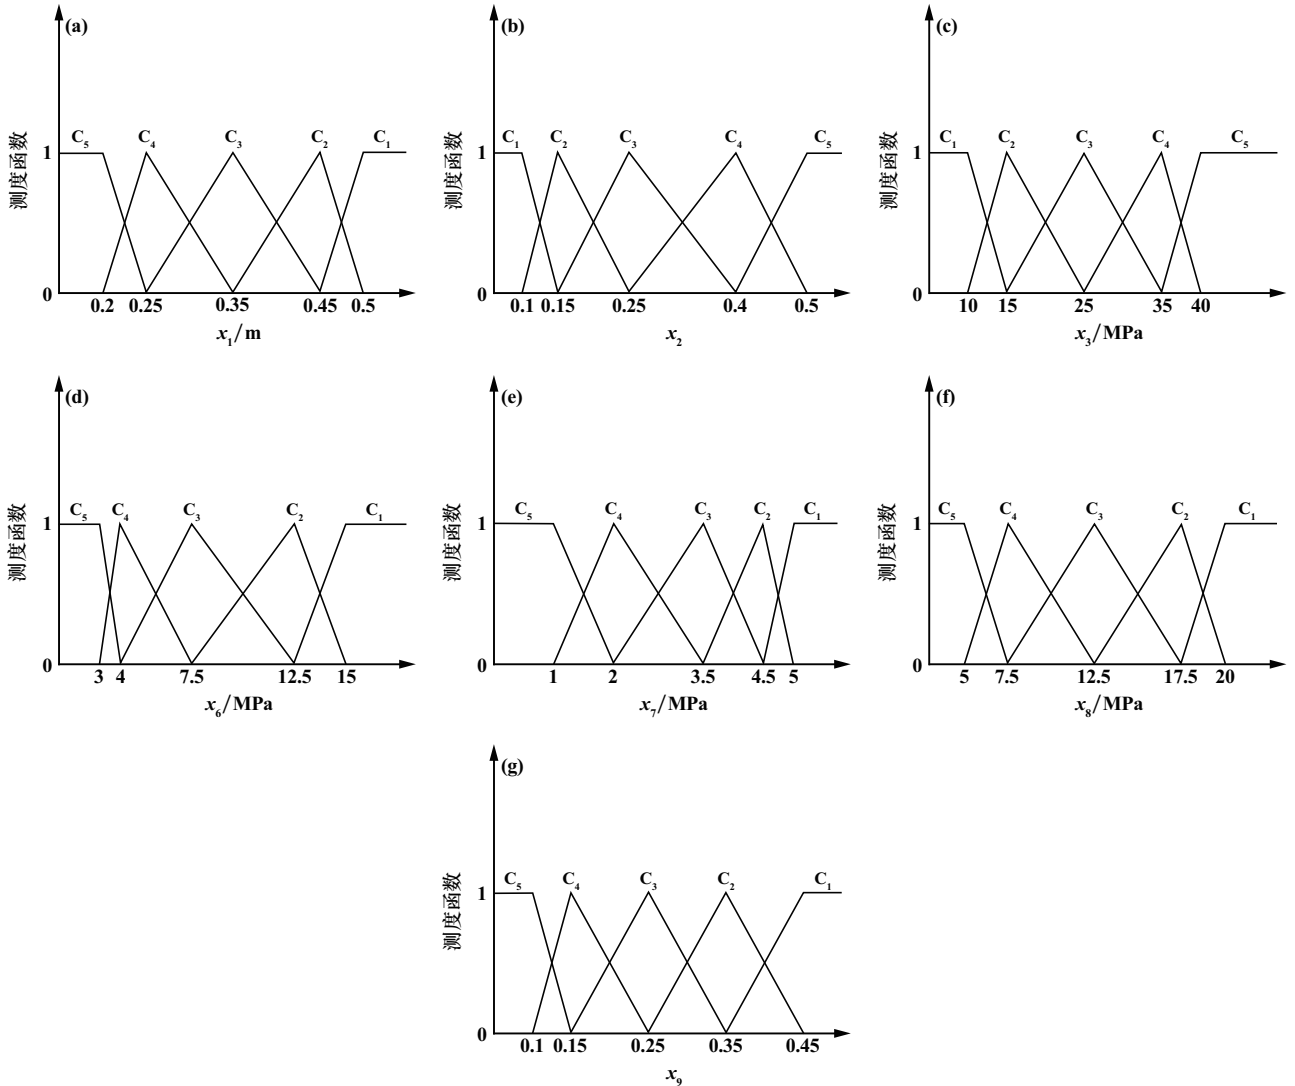 (a)
测度函数
1
0
C₅ C₄ C₃ C₂ C₁
0.2 0.25 0.35 0.45 0.5
x₁/m
(b)
测度函数
1
0
C₁ C₂ C₃ C₄ C₅
0.1 0.15 0.25 0.4 0.5
x₂
(c)
测度函数
1
0
C₁ C₂ C₃ C₄ C₅
10 15 25 35 40
x₃/MPa
(d)
测度函数
1
0
C₅ C₄ C₃ C₂ C₁
3 4 7.5 12.5 15
x₆/MPa
(e)
测度函数
1
0
C₅ C₄ C₃ C₂ C₁
1 2 3.5 4.5 5
x₇/MPa
(f)
测度函数
1
0
C₅ C₄ C₃ C₂ C₁
5 7.5 12.5 17.5 20
x₈/MPa
(g)
测度函数
1
0
C₅ C₄ C₃ C₂ C₁
0.1 0.15 0.25 0.35 0.45
x₉